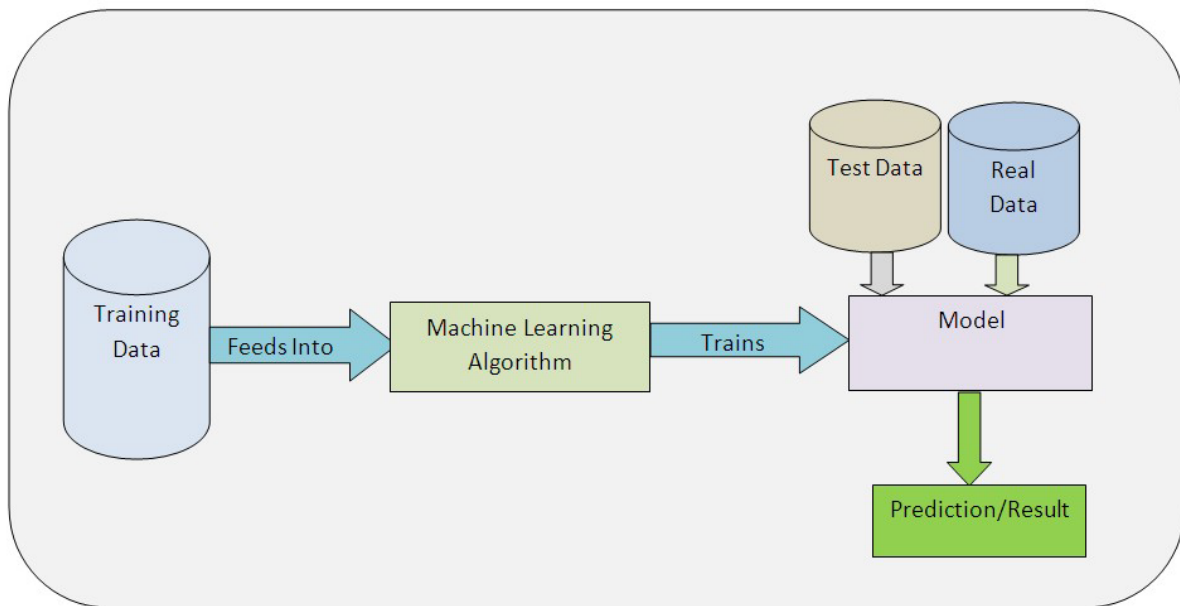 Training
Data
Feeds Into
Machine Learning
Algorithm
Trains
Test Data
Real
Data
Model
Prediction/Result